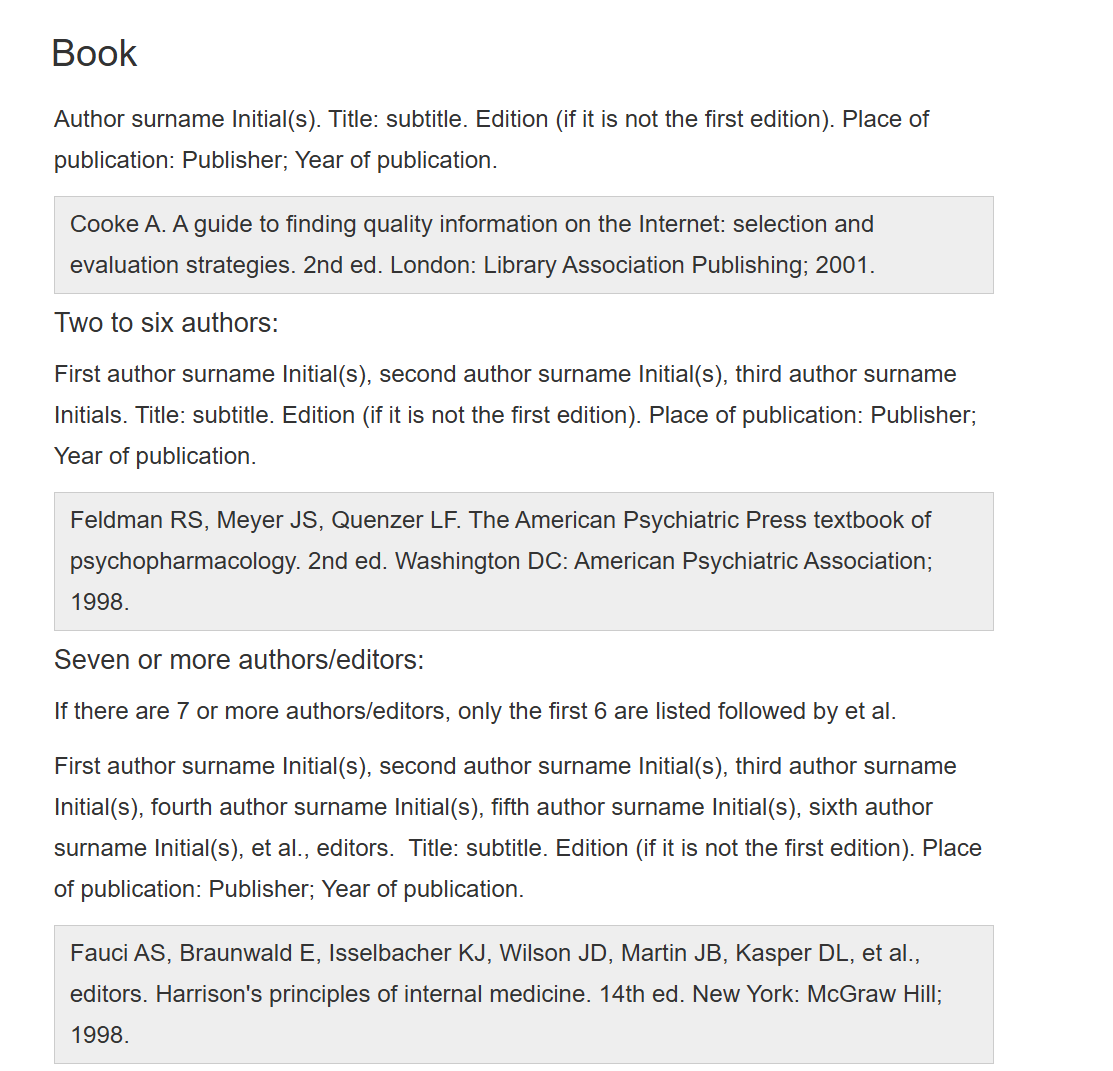 Book
Author surname Initial(s). Title: subtitle. Edition (if it is not the first edition). Place of
publication: Publisher; Year of publication.
Cooke A. A guide to finding quality information on the Internet: selection and
evaluation strategies. 2nd ed. London: Library Association Publishing; 2001.
Two to six authors:
First author surname Initial(s), second author surname Initial(s), third author surname
Initials. Title: subtitle. Edition (if it is not the first edition). Place of publication: Publisher;
Year of publication.
Feldman RS, Meyer JS, Quenzer LF. The American Psychiatric Press textbook of
psychopharmacology. 2nd ed. Washington DC: American Psychiatric Association;
1998.
Seven or more authors/editors:
If there are 7 or more authors/editors, only the first 6 are listed followed by et al.
First author surname Initial(s), second author surname Initial(s), third author surname
Initial(s), fourth author surname Initial(s), fifth author surname Initial(s), sixth author
surname Initial(s), et al., editors.  Title: subtitle. Edition (if it is not the first edition). Place
of publication: Publisher; Year of publication.
Fauci AS, Braunwald E, Isselbacher KJ, Wilson JD, Martin JB, Kasper DL, et al.,
editors. Harrison's principles of internal medicine. 14th ed. New York: McGraw Hill;
1998.